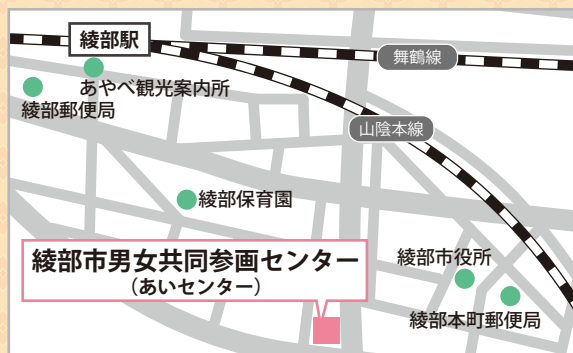 綾部駅
舞鶴線
あやべ観光案内所
綾部郵便局
山陰本線
綾部保育園
綾部市男女共同参画センター
（あいセンター）
綾部市役所
綾部本町郵便局